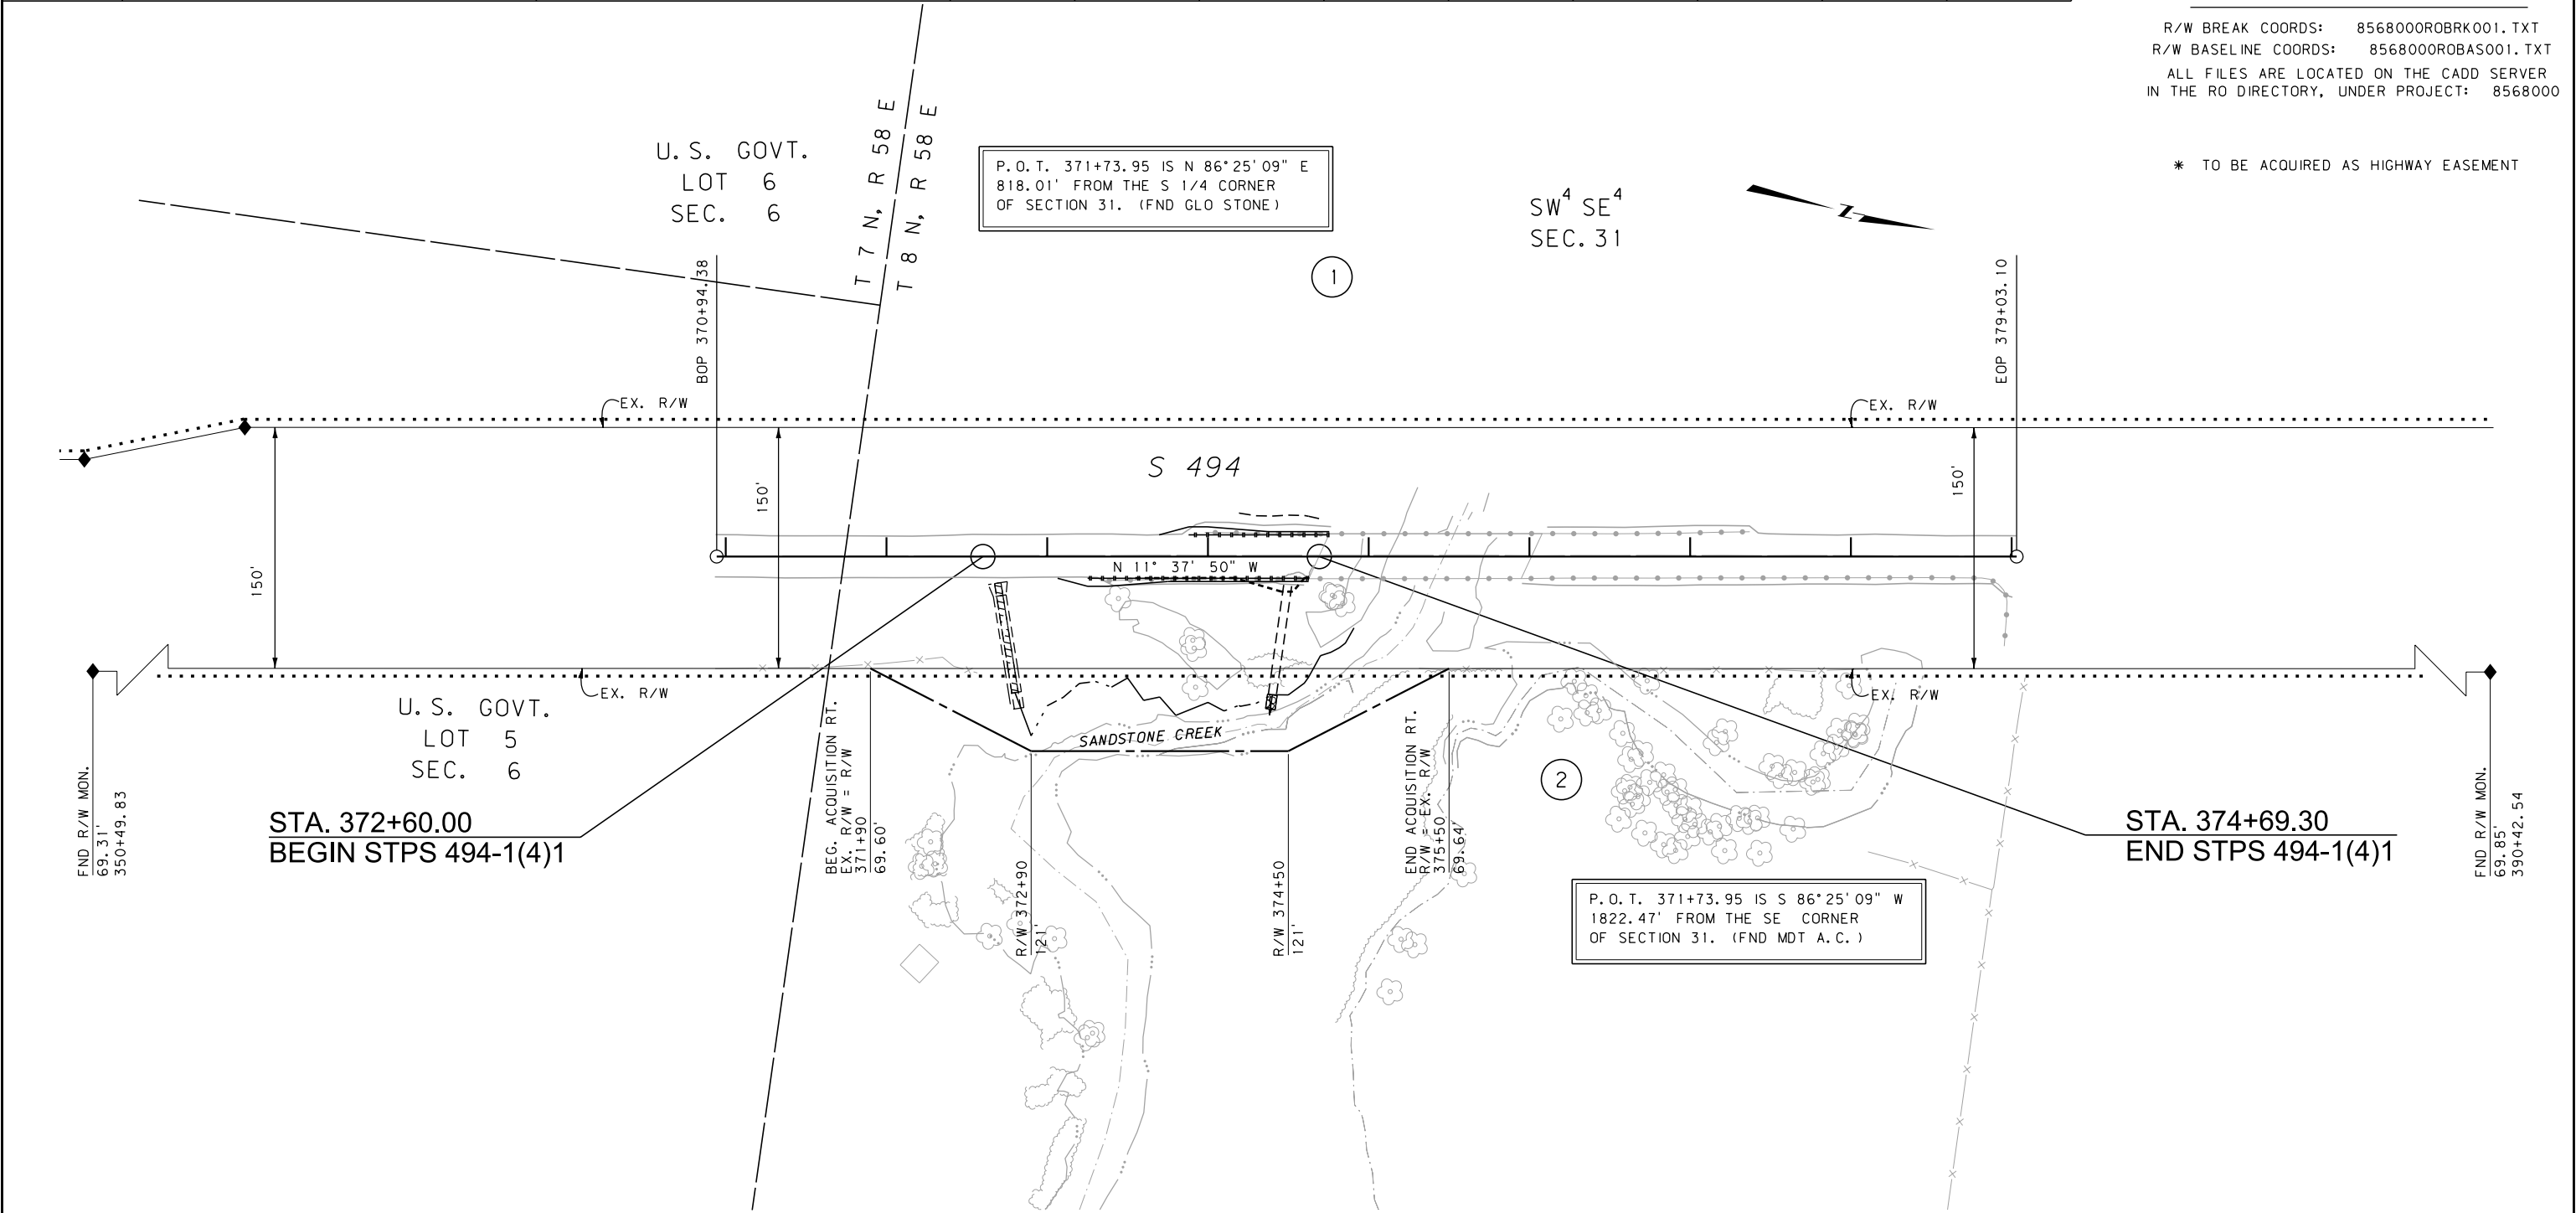 R/W BREAK COORDS: 8568000ROBRK001.TXT
R/W BASELINE COORDS: 8568000ROBAS001.TXT
ALL FILES ARE LOCATED ON THE CADD SERVER
IN THE RO DIRECTORY, UNDER PROJECT: 8568000
* TO BE ACQUIRED AS HIGHWAY EASEMENT
U.S. GOVT.
LOT 6
SEC. 6
T 7 N, R 58 E
T 8 N, R 58 E
P.O.T. 371+73.95 IS N 86°25'09" E
818.01' FROM THE S 1/4 CORNER
OF SECTION 31. (FND GLO STONE)
SW4 SE4
SEC. 31
Z
1
BOP 370+94.38
EOP 379+03.10
EX. R/W
EX. R/W
S 494
150'
150'
150'
N 11° 37' 50" W
EX. R/W
EX. R/W
U.S. GOVT.
LOT 5
SEC. 6
SANDSTONE CREEK
2
FND R/W MON.
69.31'
350+49.83
STA. 372+60.00
BEGIN STPS 494-1(4)1
BEG. ACQUISITION RT.
EX. R/W = R/W
371+90
69.60'
R/W 372+90
121'
R/W 374+50
121'
END ACQUISITION RT.
R/W = EX. R/W
375+50
69.64'
STA. 374+69.30
END STPS 494-1(4)1
FND R/W MON.
69.85'
390+42.54
P.O.T. 371+73.95 IS S 86°25'09" W
1822.47' FROM THE SE CORNER
OF SECTION 31. (FND MDT A.C.)